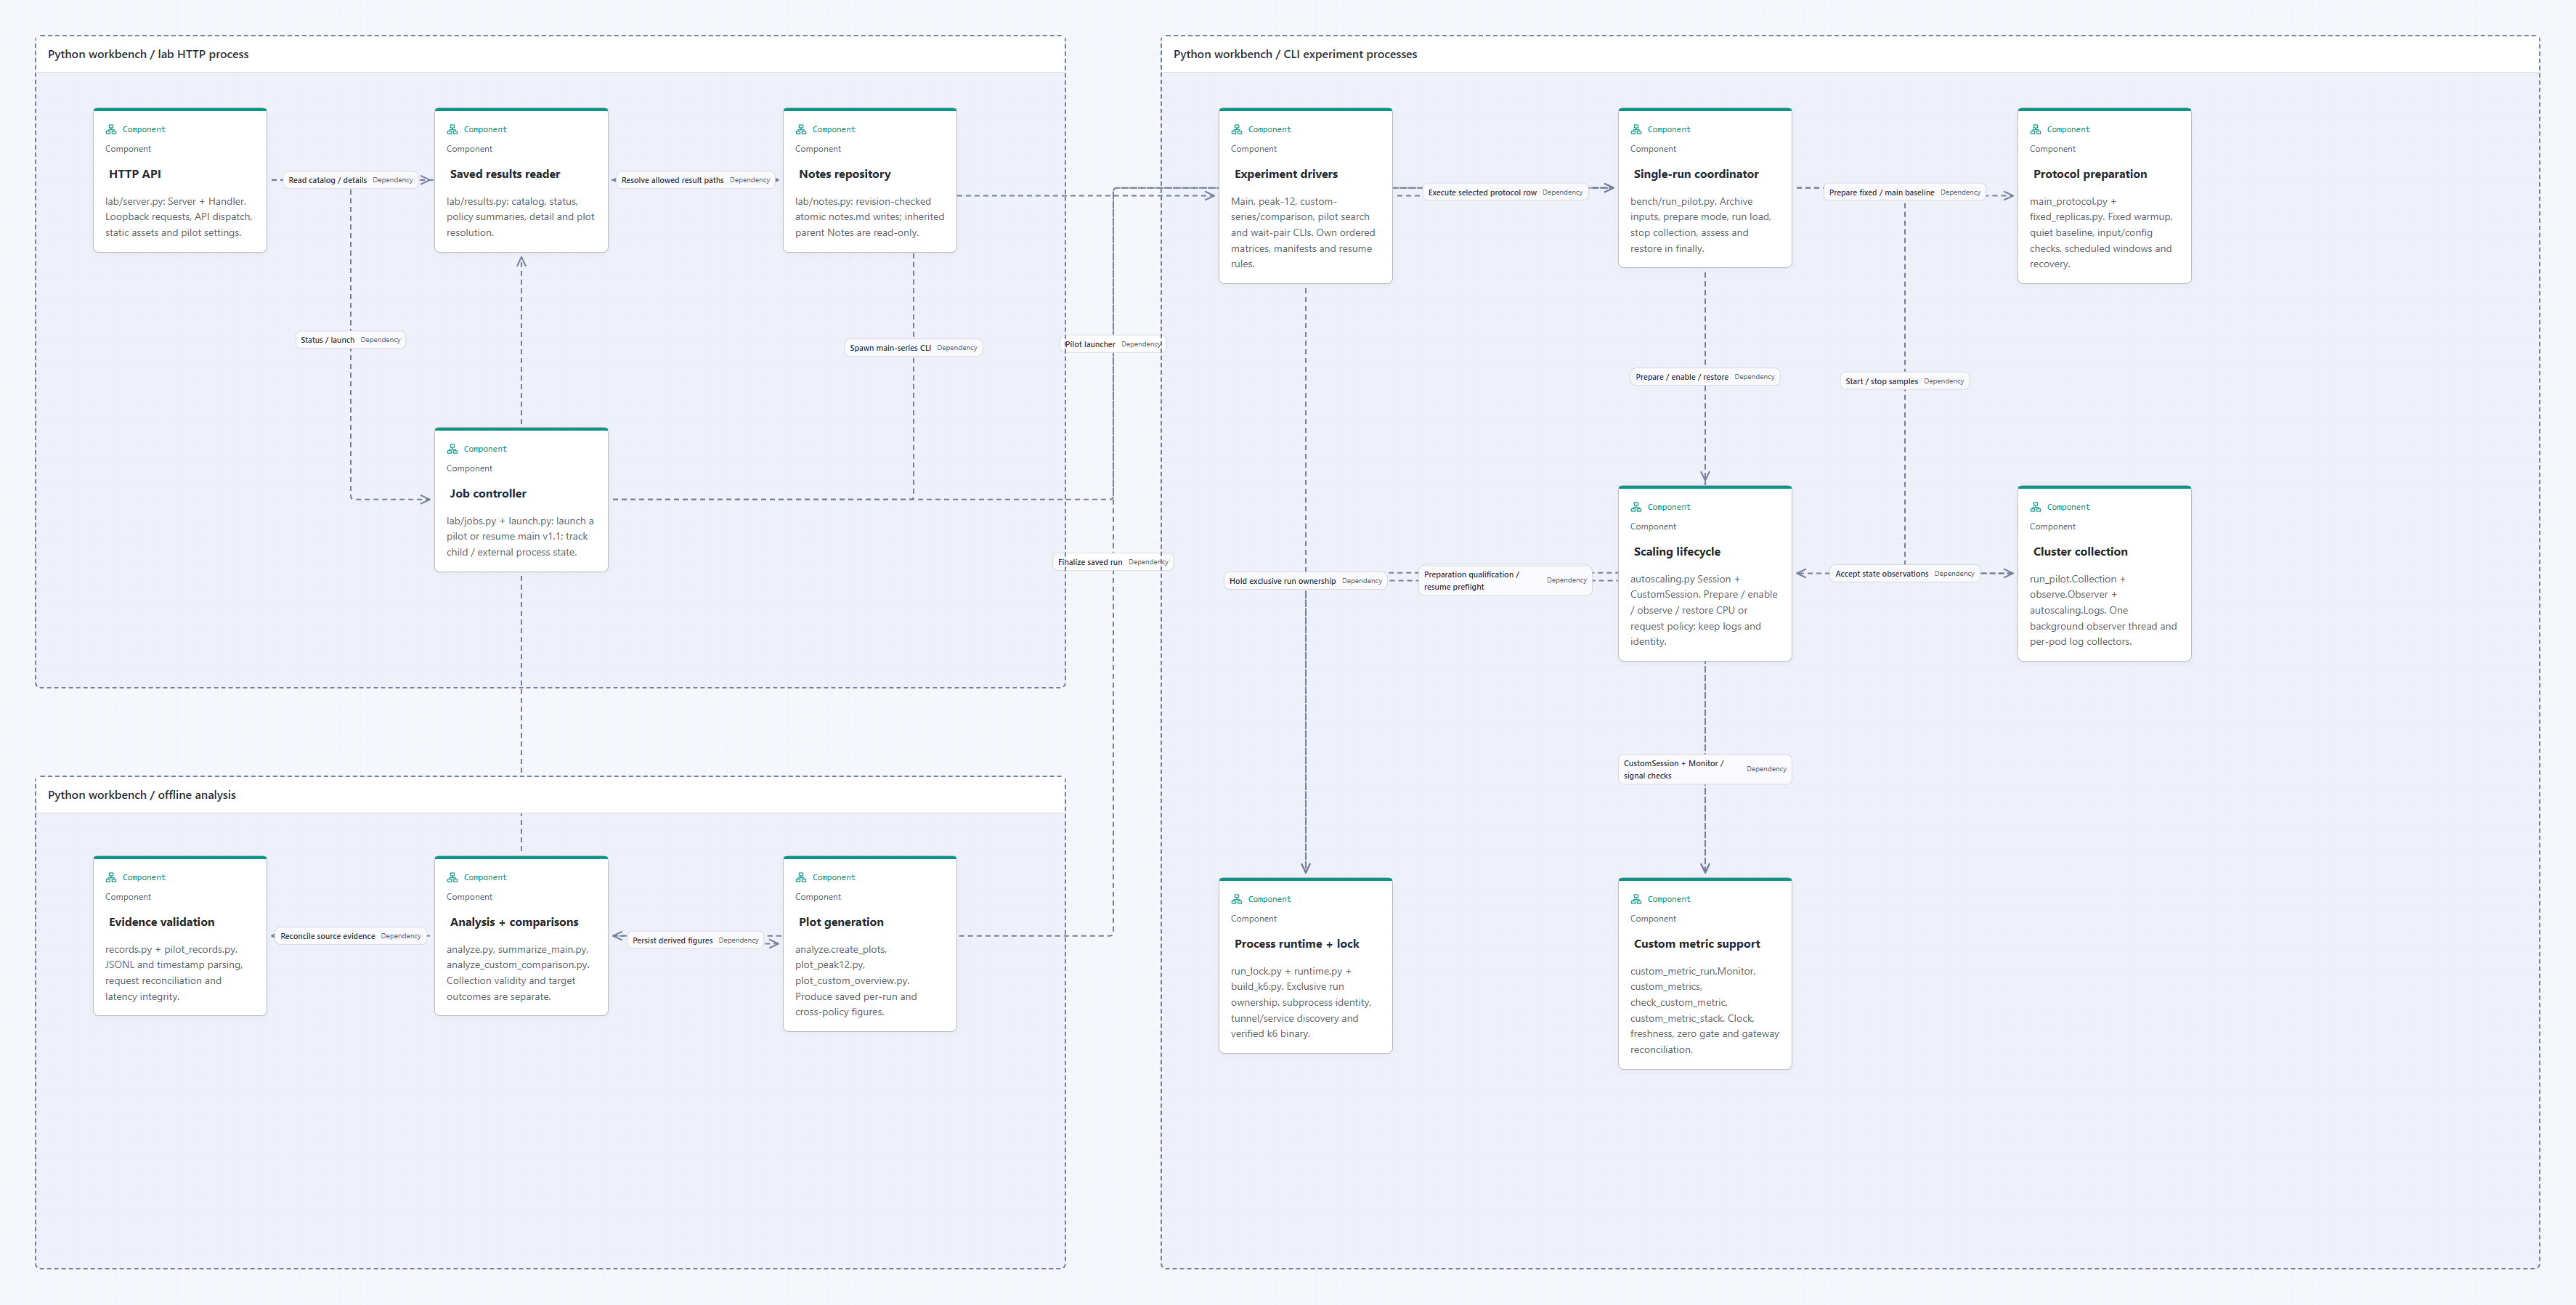 Python workbench / lab HTTP process
Component
Component
HTTP API
lab/server.py: Server + Handler.
Loopback requests, API dispatch,
static assets and pilot settings.
Read catalog / details Dependency
Component
Component
Saved results reader
lab/results.py: catalog, status,
policy summaries, detail and plot
resolution.
Resolve allowed result paths Dependency
Component
Component
Notes repository
lab/notes.py: revision-checked
atomic notes.md writes; inherited
parent Notes are read-only.
Status / launch Dependency
Spawn main-series CLI Dependency
Pilot launcher Dependency
Component
Component
Job controller
lab/jobs.py + launch.py: launch a
pilot or resume main v1.1; track
child / external process state.
Finalize saved run Dependency
Python workbench / CLI experiment processes
Component
Component
Experiment drivers
Main, peak-12, custom-
series/comparison, pilot search
and wait-pair CLIs. Own ordered
matrices, manifests and resume
rules.
Execute selected protocol row Dependency
Component
Component
Single-run coordinator
bench/run_pilot.py. Archive
inputs, prepare mode, run load,
stop collection, assess and
restore in finally.
Prepare fixed / main baseline Dependency
Component
Component
Protocol preparation
main_protocol.py +
fixed_replicas.py. Fixed warmup,
quiet baseline, input/config
checks, scheduled windows and
recovery.
Prepare / enable / restore Dependency
Start / stop samples Dependency
Hold exclusive run ownership Dependency
Preparation qualification /
resume preflight
Dependency
Component
Component
Scaling lifecycle
autoscaling.py Session +
CustomSession. Prepare / enable
/ observe / restore CPU or
request policy; keep logs and
identity.
Accept state observations Dependency
Component
Component
Cluster collection
run_pilot.Collection +
observe.Observer +
autoscaling.Logs. One
background observer thread and
per-pod log collectors.
CustomSession + Monitor /
signal checks
Dependency
Component
Component
Process runtime + lock
run_lock.py + runtime.py +
build_k6.py. Exclusive run
ownership, subprocess identity,
tunnel/service discovery and
verified k6 binary.
Component
Component
Custom metric support
custom_metric_run.Monitor,
custom_metrics,
check_custom_metric,
custom_metric_stack. Clock,
freshness, zero gate and gateway
reconciliation.
Python workbench / offline analysis
Component
Component
Evidence validation
records.py + pilot_records.py.
JSONL and timestamp parsing,
request reconciliation and
latency integrity.
Reconcile source evidence Dependency
Component
Component
Analysis + comparisons
analyze.py, summarize_main.py,
analyze_custom_comparison.py.
Collection validity and target
outcomes are separate.
Persist derived figures Dependency
Component
Component
Plot generation
analyze.create_plots,
plot_peak12.py,
plot_custom_overview.py.
Produce saved per-run and
cross-policy figures.